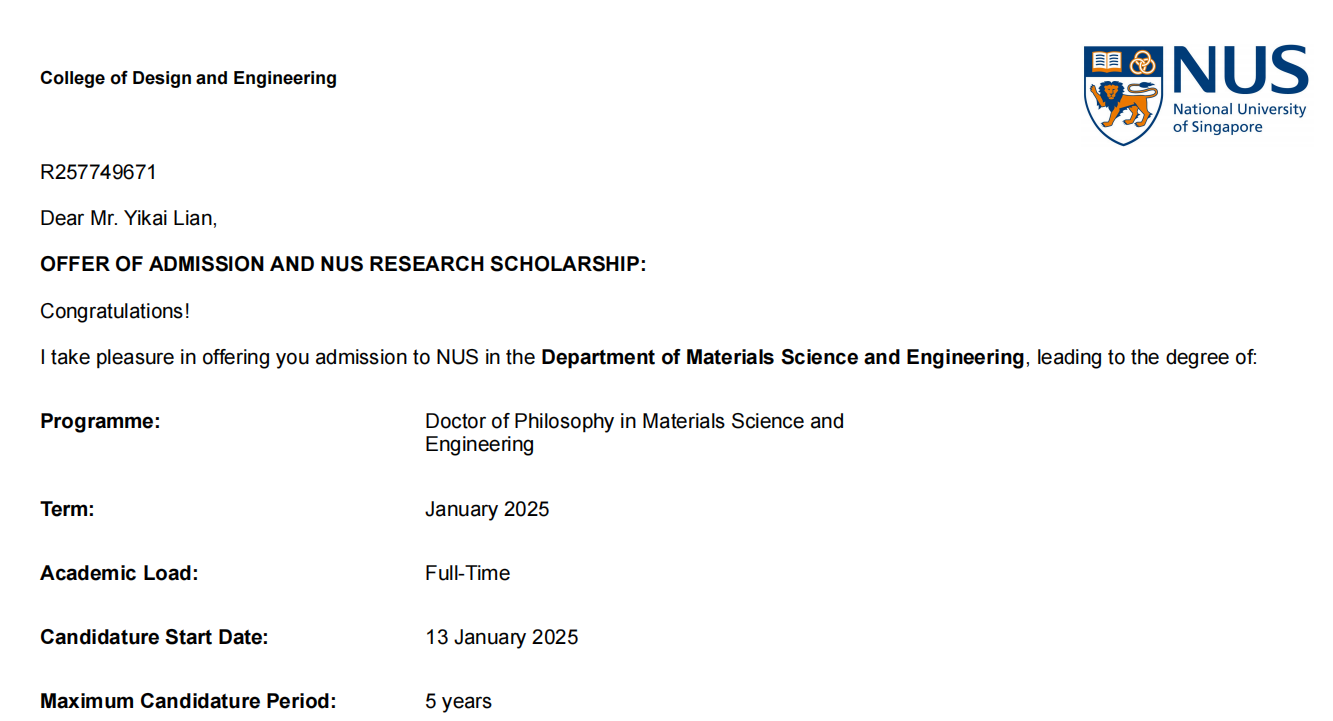 College of Design and Engineering
NUS
National University
of Singapore
R257749671
Dear Mr. Yikai Lian,
OFFER OF ADMISSION AND NUS RESEARCH SCHOLARSHIP:
Congratulations!
I take pleasure in offering you admission to NUS in the Department of Materials Science and Engineering, leading to the degree of:
Programme: Doctor of Philosophy in Materials Science and
Engineering
Term: January 2025
Academic Load: Full-Time
Candidature Start Date: 13 January 2025
Maximum Candidature Period: 5 years